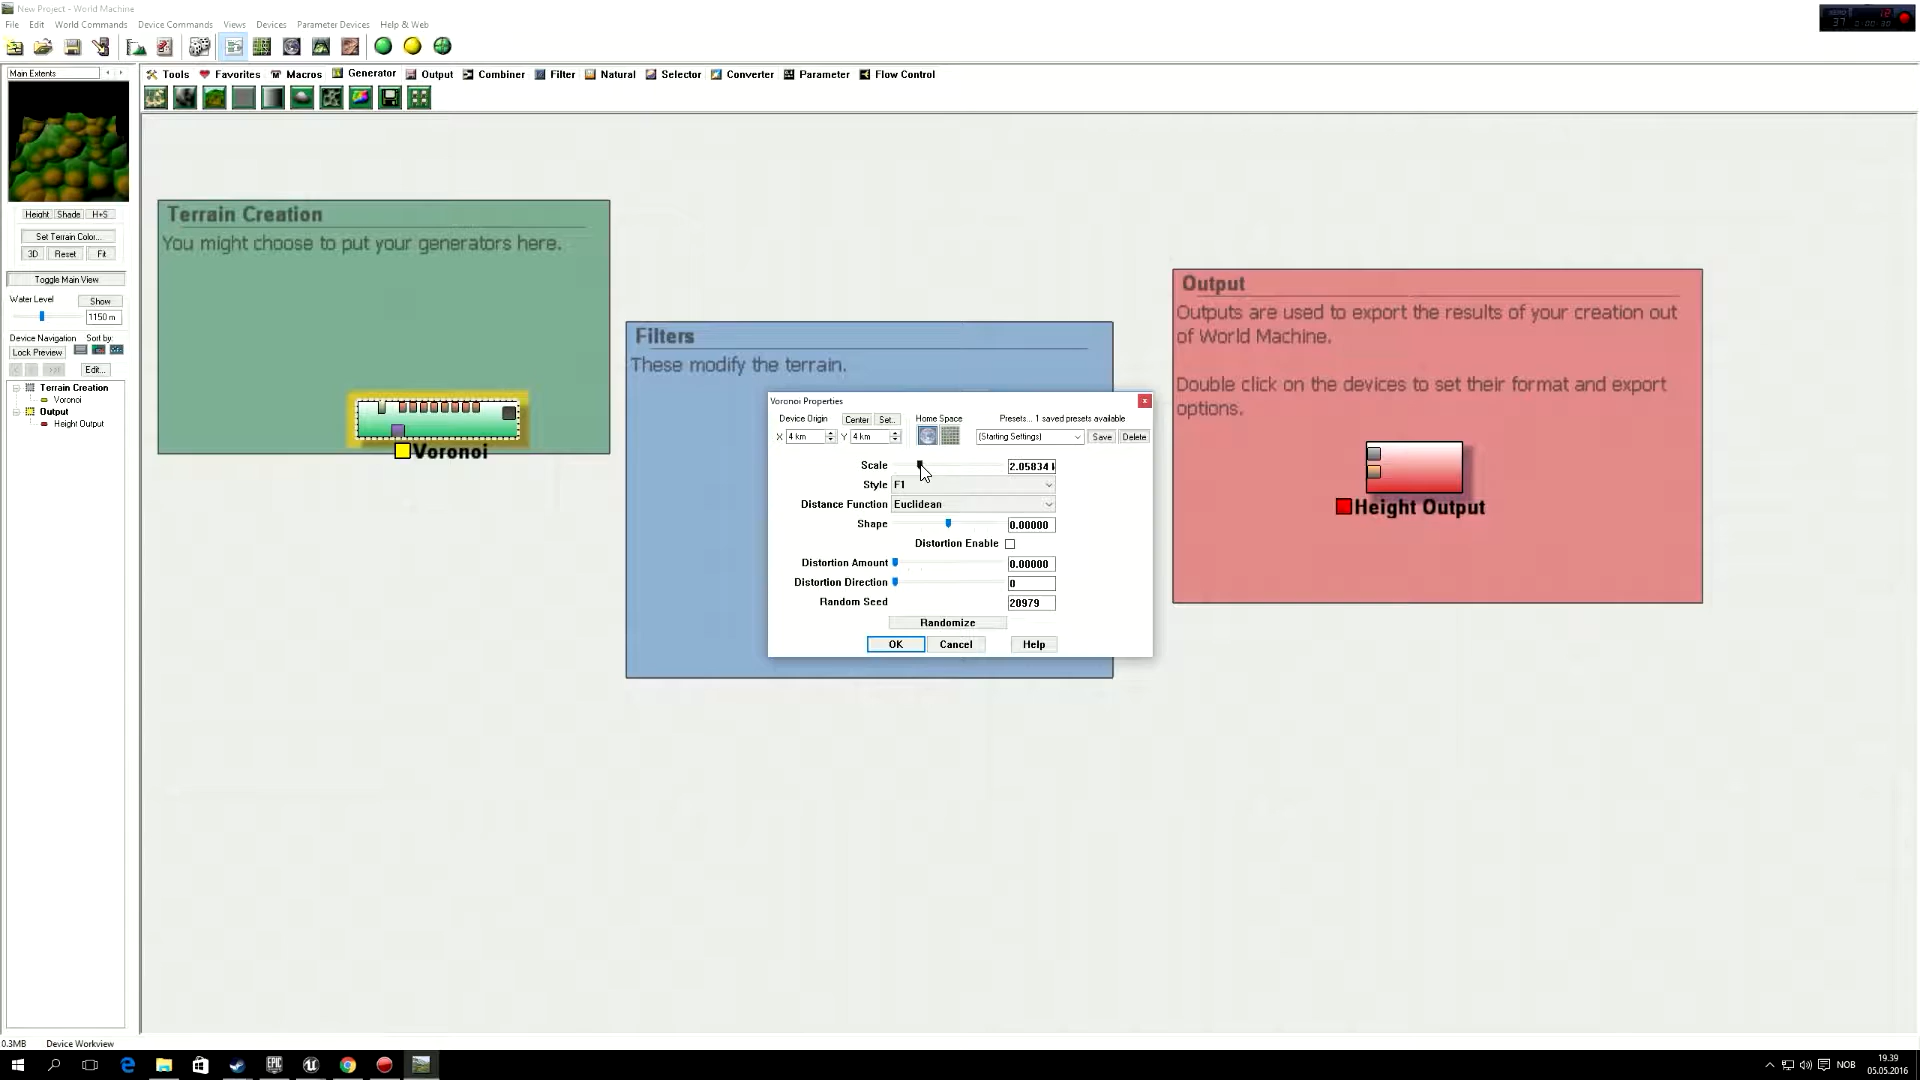 New Project - World Machine
File Edit World Commands Device Commands Views Devices Parameter Devices Help & Web
Main Extents
Tools Favorites Macros Generator Output Combiner Filter Natural Selector Converter Parameter Flow Control
Height Shade H+S
Set Terrain Color...
3D Reset Fit
Toggle Main View
Water Level Show
1150 m
Device Navigation Sort by:
Lock Preview
Edit...
Terrain Creation
Voronoi
Output
Height Output
Terrain Creation
You might choose to put your generators here.
Voronoi
Filters
These modify the terrain.
Voronoi Properties
Device Origin Center Set.. Home Space Presets... 1 saved presets available
X 4 km Y 4 km (Starting Settings) Save Delete
Scale 2.05834
Style F1
Distance Function Euclidean
Shape 0.00000
Distortion Enable
Distortion Amount 0.00000
Distortion Direction 0
Random Seed 20979
Randomize
OK Cancel Help
Output
Outputs are used to export the results of your creation out
of World Machine.
Double click on the devices to set their format and export
options.
Height Output
0.3MB Device Workview
EPIC
NOB
19.39
05.05.2016